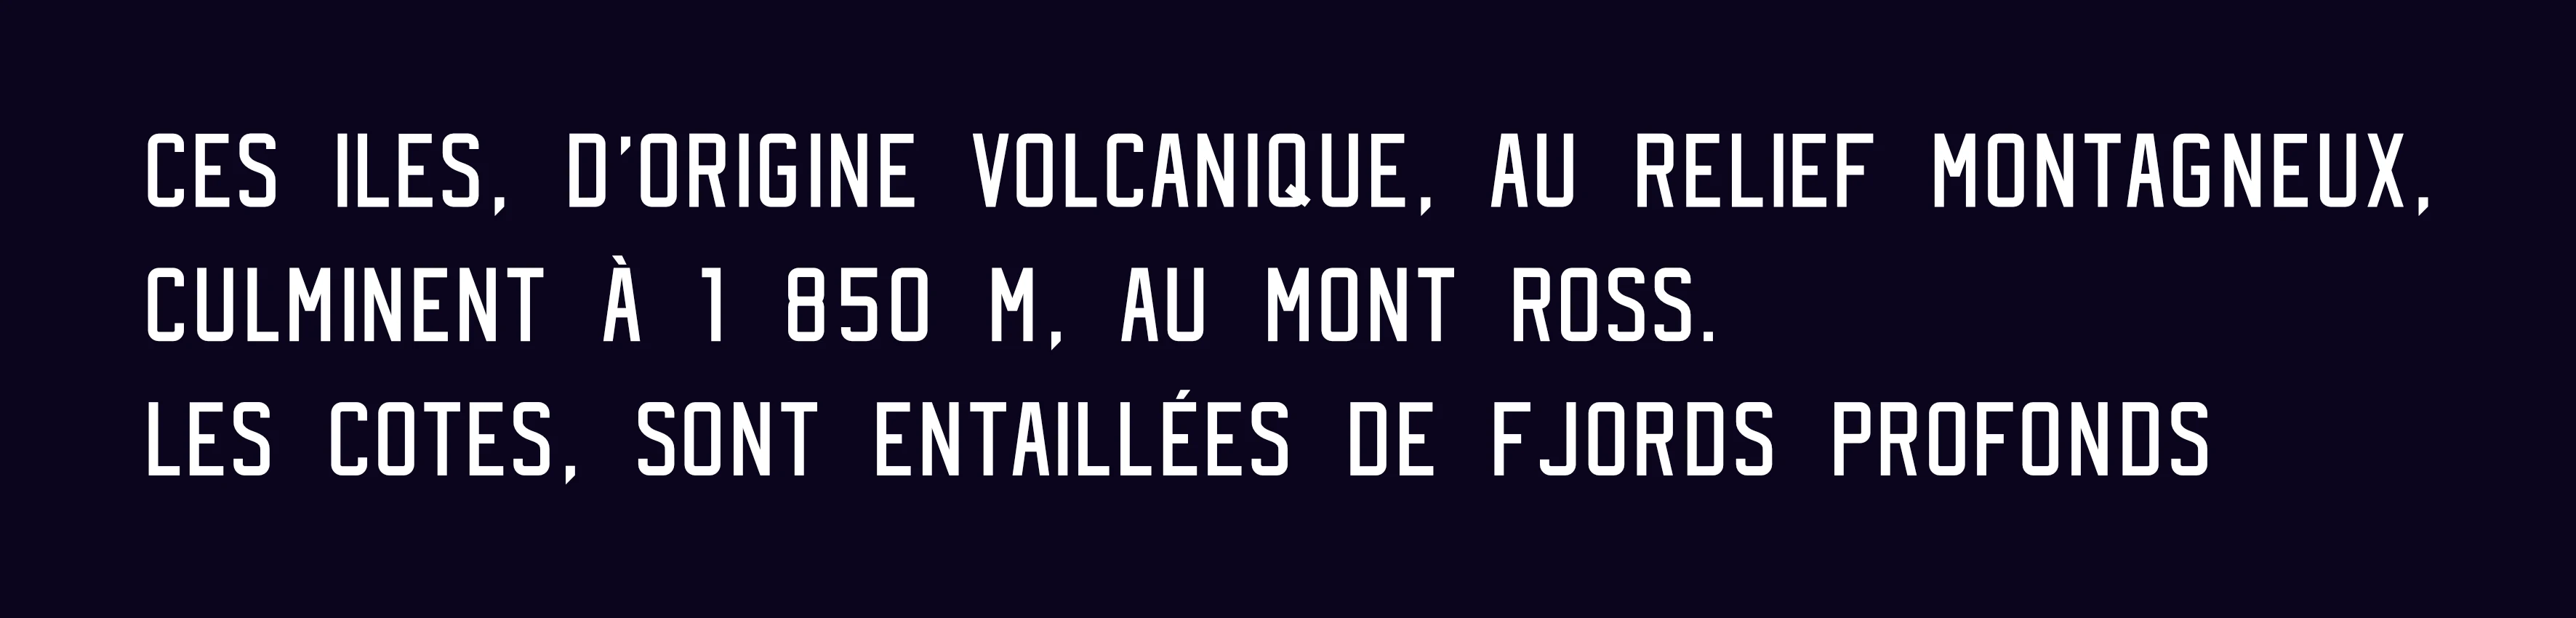 CES ILES, D'ORIGINE VOLCANIQUE, AU RELIEF MONTAGNEUX,
CULMINENT À 1 850 M, AU MONT ROSS.
LES COTES, SONT ENTAILLÉES DE FJORDS PROFONDS